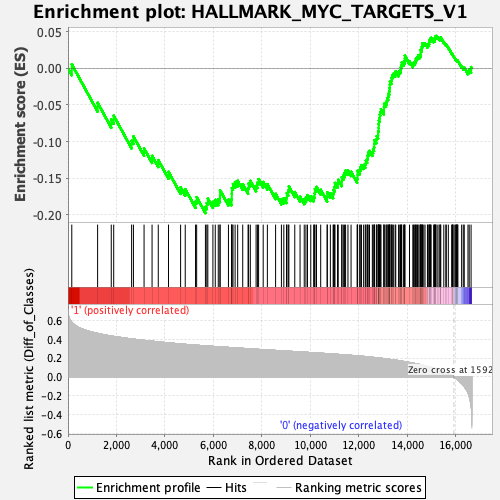 Enrichment plot: HALLMARK_MYC_TARGETS_V1
Enrichment score (ES)
0.05
0.00
-0.05
-0.10
-0.15
-0.20
Ranked list metric (Diff_of_Classes)
'1' (positively correlated)
0.6
0.4
0.2
0.0
-0.2
-0.4
-0.6
Zero cross at 1592
'0' (negatively correlated)
0
2,000
4,000
6,000
8,000
10,000
12,000
14,000
16,000
Rank in Ordered Dataset
Enrichment profile
Hits
Ranking metric scores